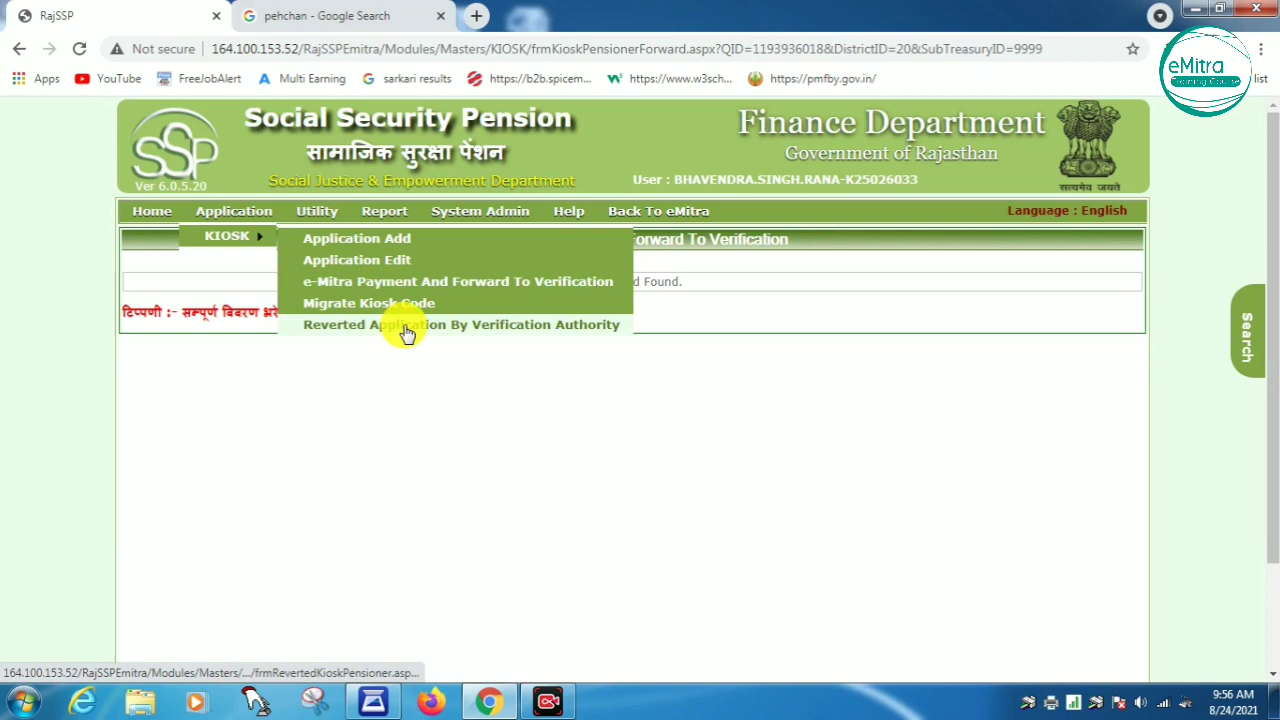 RajSSP
pehchan - Google Search
Not secure
164.100.153.52/RajSSPEmitra/Modules/Masters/KIOSK/frmKioskPensionerForward.aspx?QID=1193936018&DistrictID=20&SubTreasuryID=9999
eMitra
Training Course
Apps
YouTube
FreeJobAlert
Multi Earning
sarkari results
https://b2b.spicem...
https://www.w3sch...
https://pmfby.gov.in/
list
SSP
Ver 6.0.5.20
Social Security Pension
सामाजिक सुरक्षा पेंशन
Social Justice & Empowerment Department
Finance Department
Government of Rajasthan
User : BHAVENDRA.SINGH.RANA-K25026033
सत्यमेव जयते
Home
Application
Utility
Report
System Admin
Help
Back To eMitra
Language : English
KIOSK
Forward To Verification
Application Add
Application Edit
e-Mitra Payment And Forward To Verification
d Found.
Migrate Kiosk Code
टिप्पणी :- सम्पूर्ण विवरण भरे
Reverted Application By Verification Authority
Search
164.100.153.52/RajSSPEmitra/Modules/Masters/.../frmRevertedKioskPensioner.asp...
9:56 AM
8/24/2021